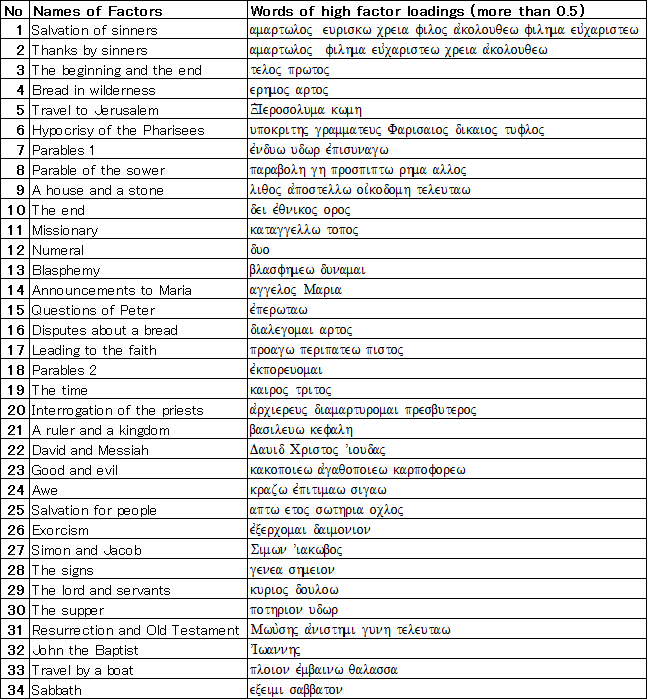 No Names of Factors Words of high factor loadings (more than 0.5)
1 Salvation of sinners αμαρτωλος ευρισκω χρεια φιλος ἀκολουθεω φιλημα εὐχαριστεω
2 Thanks by sinners αμαρτωλος φιλημα εὐχαριστεω χρεια ἀκολουθεω
3 The beginning and the end τελος πρωτος
4 Bread in wilderness ερημος αρτος
5 Travel to Jerusalem ΞΙεροσολυμα κωμη
6 Hypocrisy of the Pharisees υποκριτης γραμματευς Φαρισαιος δικαιος τυφλος
7 Parables 1 ἐνδυω υδωρ ἐπισυναγω
8 Parable of the sower παραβολη γη προσπιπτω ρημα αλλος
9 A house and a stone λιθος ἀποστελλω οἰκοδομη τελευταω
10 The end δει ἐθνικος ορος
11 Missionary καταγγελλω τοπος
12 Numeral δυο
13 Blasphemy βλασφημεω δυναμαι
14 Announcements to Maria αγγελος Μαρια
15 Questions of Peter ἐπερωταω
16 Disputes about a bread διαλεγομαι αρτος
17 Leading to the faith προαγω περιπατεω πιστος
18 Parables 2 ἐκπορευομαι
19 The time καιρος τριτος
20 Interrogation of the priests ἀρχιερευς διαμαρτυρομαι πρεσβυτερος
21 A ruler and a kingdom βασιλευω κεφαλη
22 David and Messiah Δαυιδ Χριστος ’ιουδας
23 Good and evil κακοποιεω ἀγαθοποιεω καρποφορεω
24 Awe κραζω ἐπιτιμαω σιγαω
25 Salvation for people απτω ετος σωτηρια οχλος
26 Exorcism ἐξερχομαι δαιμονιον
27 Simon and Jacob Σιμων ’ιακωβος
28 The signs γενεα σημειον
29 The lord and servants κυριος δουλοω
30 The supper ποτηριον υδωρ
31 Resurrection and Old Testament Μωὺσης ἀνιστημι γυνη τελευταω
32 John the Baptist Ἰωαννης
33 Travel by a boat πλοιον ἐμβαινω θαλασσα
34 Sabbath εξειμι σαββατον